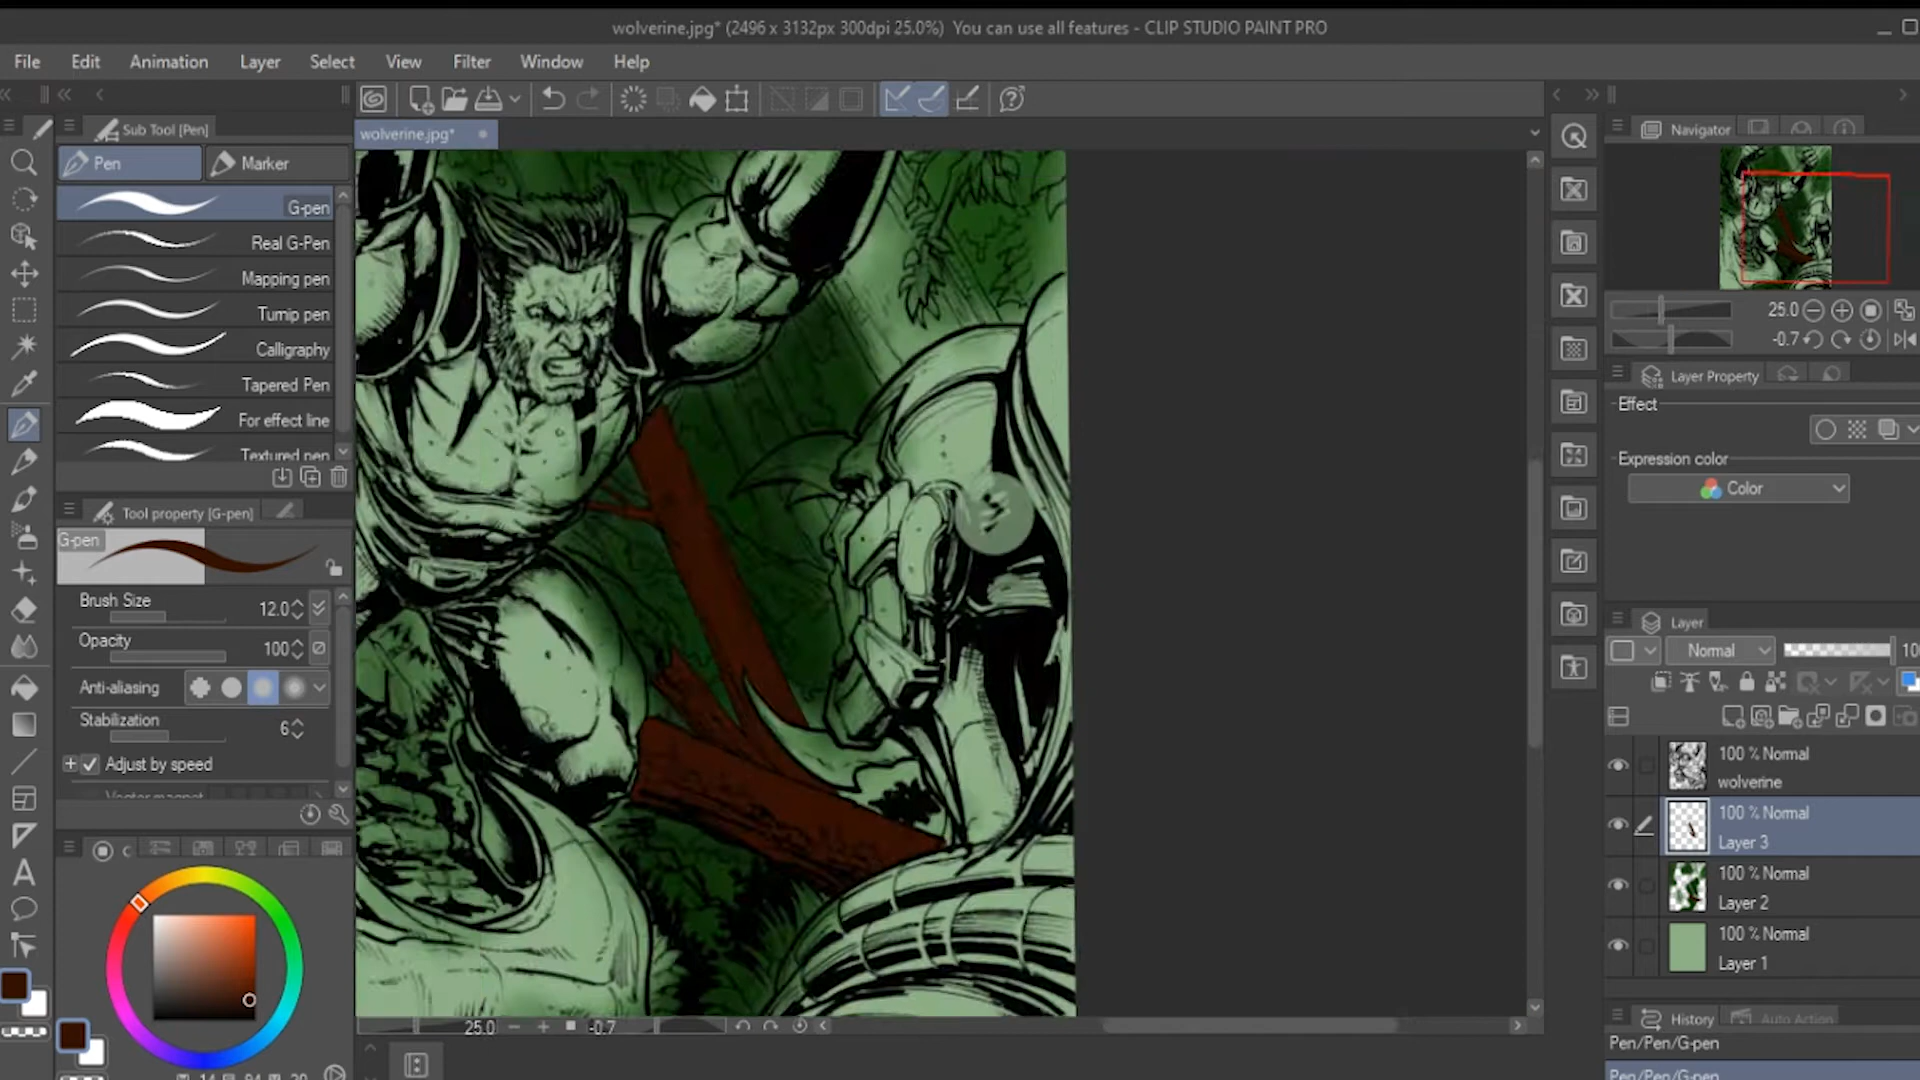 wolverine.jpg* (2496 x 3132px 300dpi 25.0%) You can use all features - CLIP STUDIO PAINT PRO
File Edit Animation Layer Select View Filter Window Help
Sub Tool [Pen]
wolverine.jpg*
Navigator
Pen Marker
G-pen
Real G-Pen
Mapping pen
Turnip pen
Calligraphy
Tapered Pen
For effect line
Textured pen
25.0
-0.7
Layer Property
Effect
Expression color
Color
Tool property [G-pen]
G-pen
Brush Size 12.0
Opacity 100
Anti-aliasing
Stabilization 6
Adjust by speed
Vector magnet
Layer
Normal 10
100 % Normal
wolverine
100 % Normal
Layer 3
100 % Normal
Layer 2
100 % Normal
Layer 1
A
25.0 -0.7
History Auto Action
Pen/Pen/G-pen
Pen/Pen/G-pen